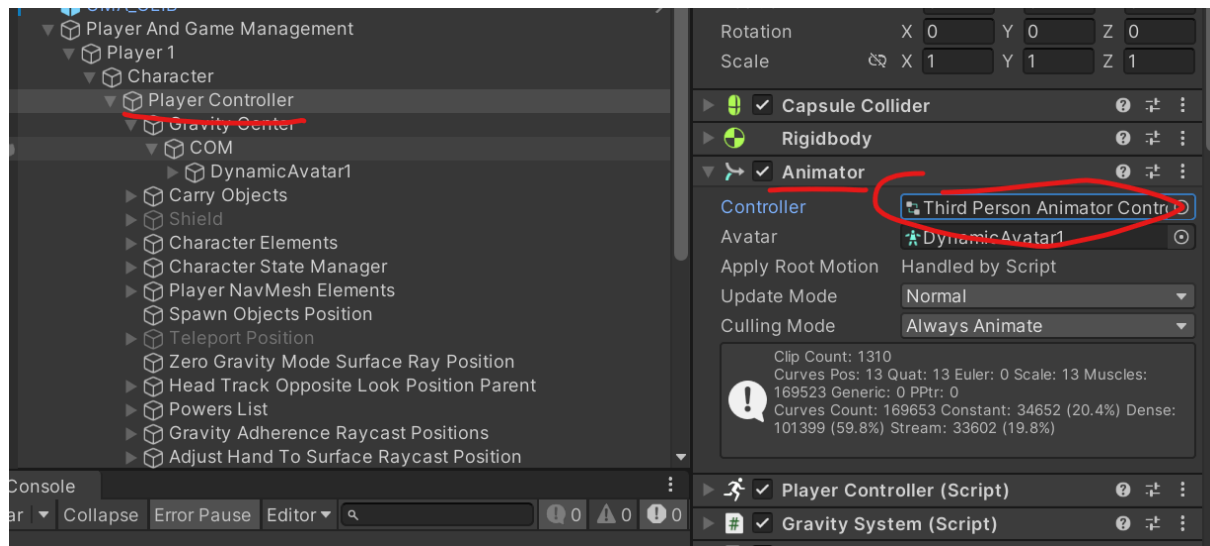 Player And Game Management
Player 1
Character
Player Controller
Gravity Center
COM
DynamicAvatar1
Carry Objects
Shield
Character Elements
Character State Manager
Player NavMesh Elements
Spawn Objects Position
Teleport Position
Zero Gravity Mode Surface Ray Position
Head Track Opposite Look Position Parent
Powers List
Gravity Adherence Raycast Positions
Adjust Hand To Surface Raycast Position
Console
ar Collapse Error Pause Editor 0 0 0
Rotation X 0 Y 0 Z 0
Scale X 1 Y 1 Z 1
Capsule Collider
Rigidbody
Animator
Controller Third Person Animator Contro
Avatar DynamicAvatar1
Apply Root Motion Handled by Script
Update Mode Normal
Culling Mode Always Animate
Clip Count: 1310
Curves Pos: 13 Quat: 13 Euler: 0 Scale: 13 Muscles:
169523 Generic: 0 PPtr: 0
Curves Count: 169653 Constant: 34652 (20.4%) Dense:
101399 (59.8%) Stream: 33602 (19.8%)
Player Controller (Script)
Gravity System (Script)